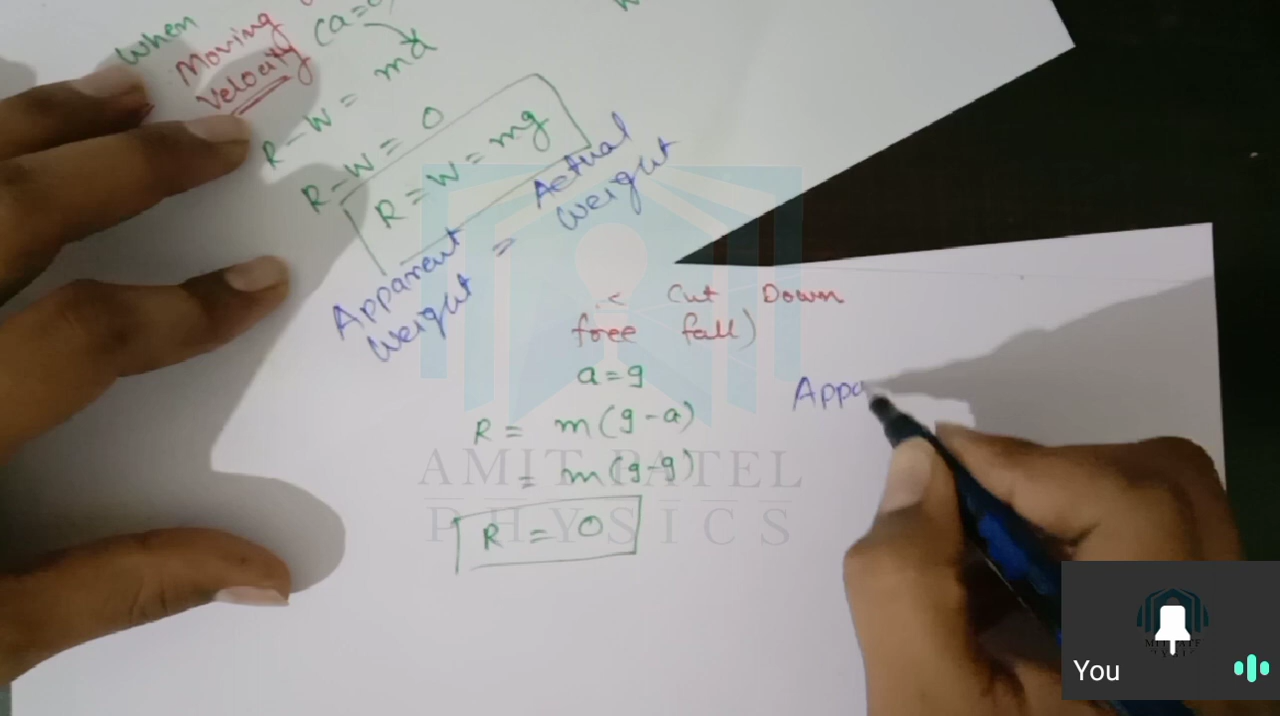 When
Moving
Velocity
(a=0
R-W = ma
R-W = 0
R=W=mg
Apparent = Actual
Weight Weight
Cut Down
free fall)
a=g
R = m(g-a)
= m(g-g)
R = 0
Appa
AMIT PATEL
PHYSICS
You